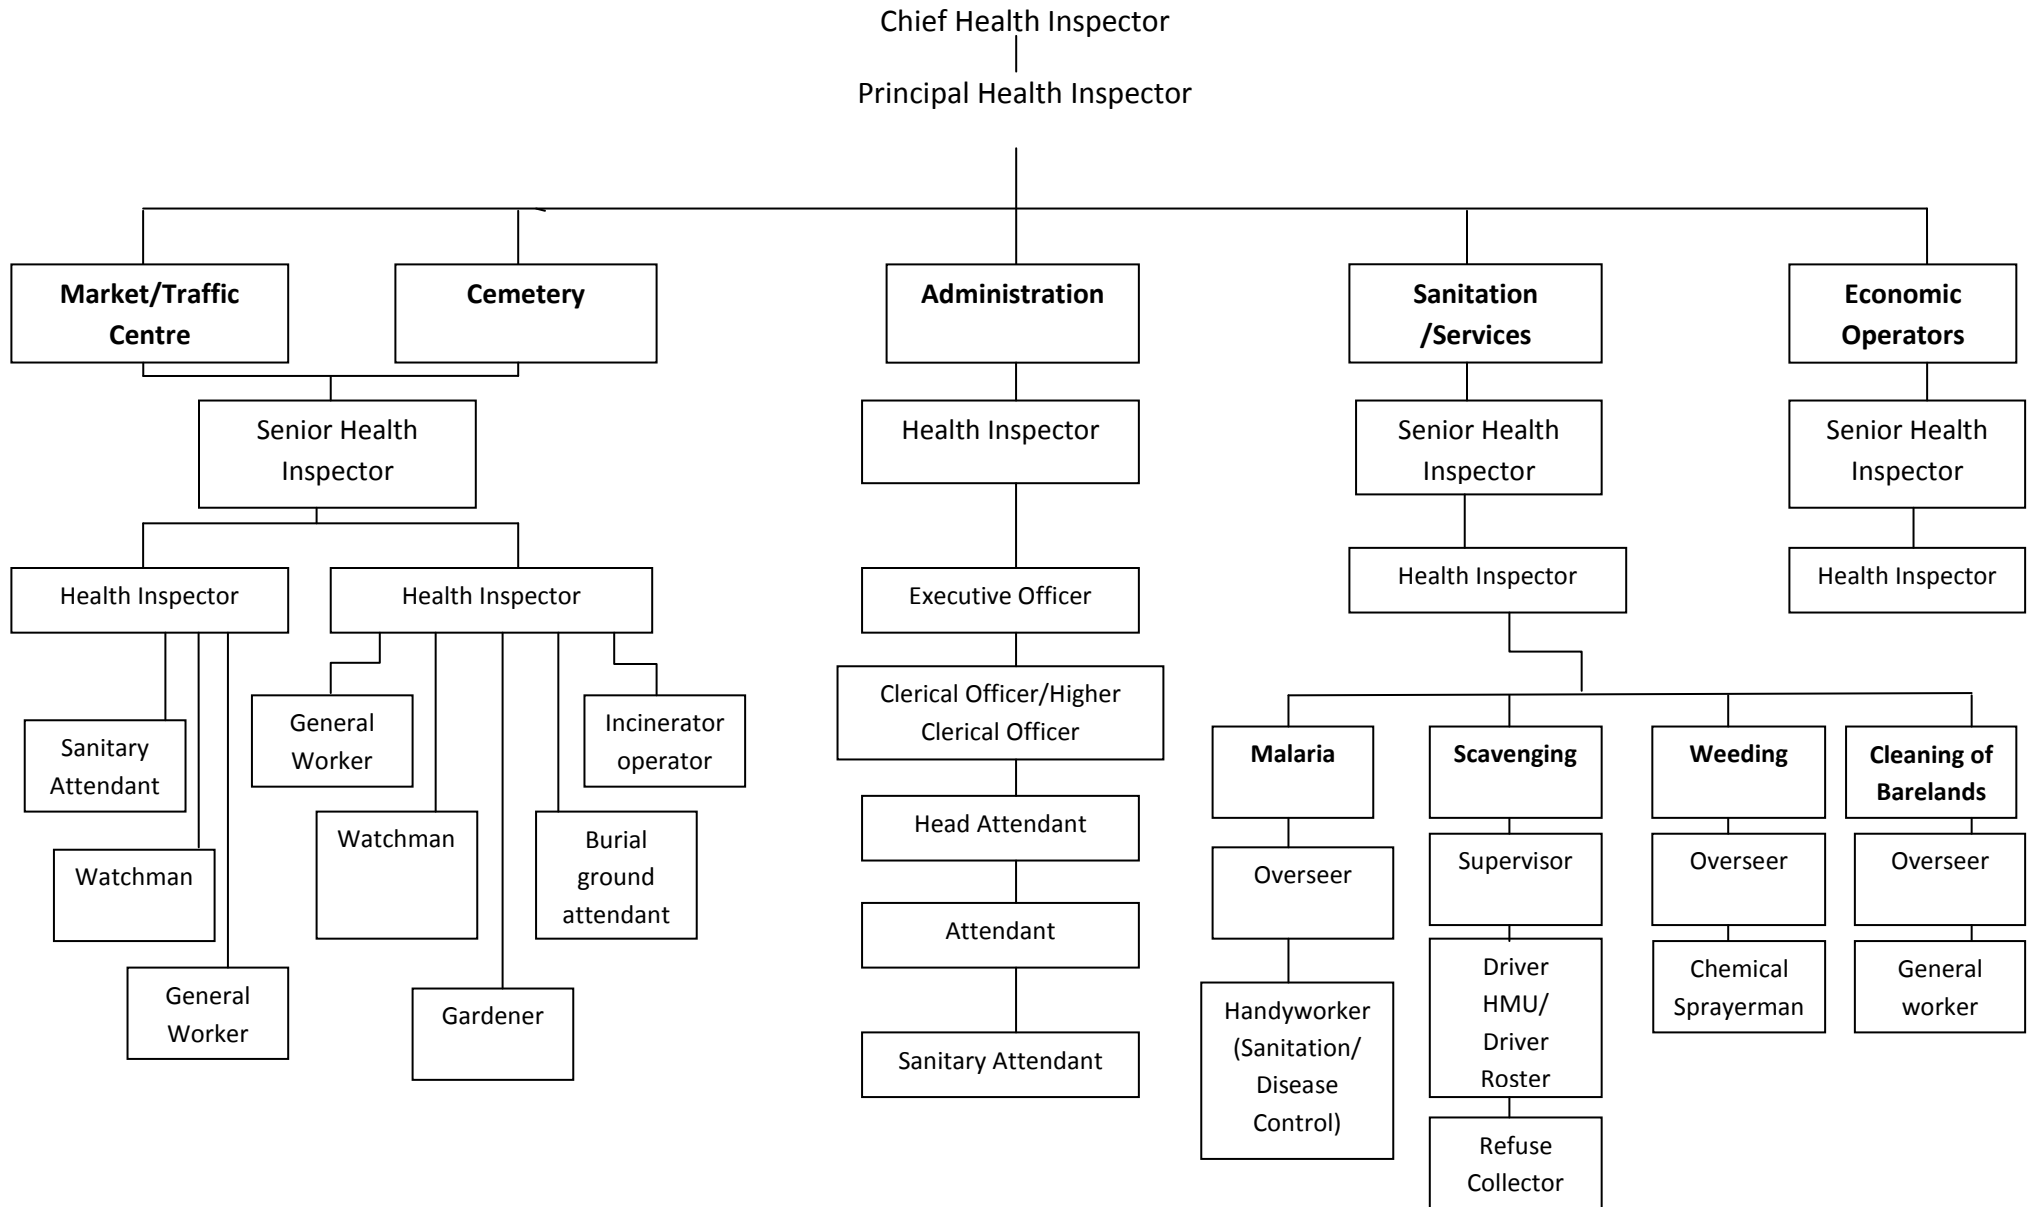 Chief Health Inspector
Principal Health Inspector
Market/Traffic
Centre
Cemetery
Administration
Sanitation
/Services
Economic
Operators
Senior Health
Inspector
Health Inspector
Senior Health
Inspector
Senior Health
Inspector
Health Inspector
Health Inspector
Executive Officer
Health Inspector
Health Inspector
Sanitary
Attendant
Watchman
General
Worker
General
Worker
Watchman
Gardener
Burial
ground
attendant
Incinerator
operator
Clerical Officer/Higher
Clerical Officer
Head Attendant
Attendant
Sanitary Attendant
Malaria
Overseer
Handyworker
(Sanitation/
Disease
Control)
Scavenging
Supervisor
Driver
HMU/
Driver
Roster
Refuse
Collector
Weeding
Overseer
Chemical
Sprayerman
Cleaning of
Barelands
Overseer
General
worker